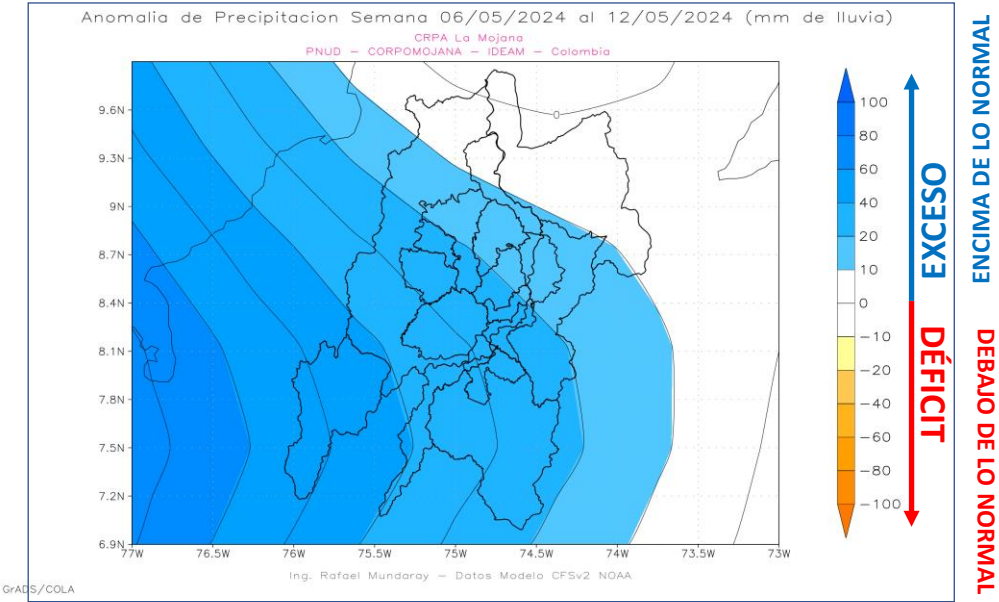 Anomalia de Precipitacion Semana 06/05/2024 al 12/05/2024 (mm de lluvia)
CRPA La Mojana
PNUD – CORPOMOJANA – IDEAM – Colombia
9.6N
9.3N
9N
8.7N
8.4N
8.1N
7.8N
7.5N
7.2N
6.9N
77W
76.5W
76W
75.5W
75W
74.5W
74W
73.5W
73W
0
100
80
60
40
20
10
0
−10
−20
−40
−60
−80
−100
EXCESO
DÉFICIT
ENCIMA DE LO NORMAL
DEBAJO DE LO NORMAL
Ing. Rafael Mundaray – Datos Modelo CFSv2 NOAA
GrADS/COLA